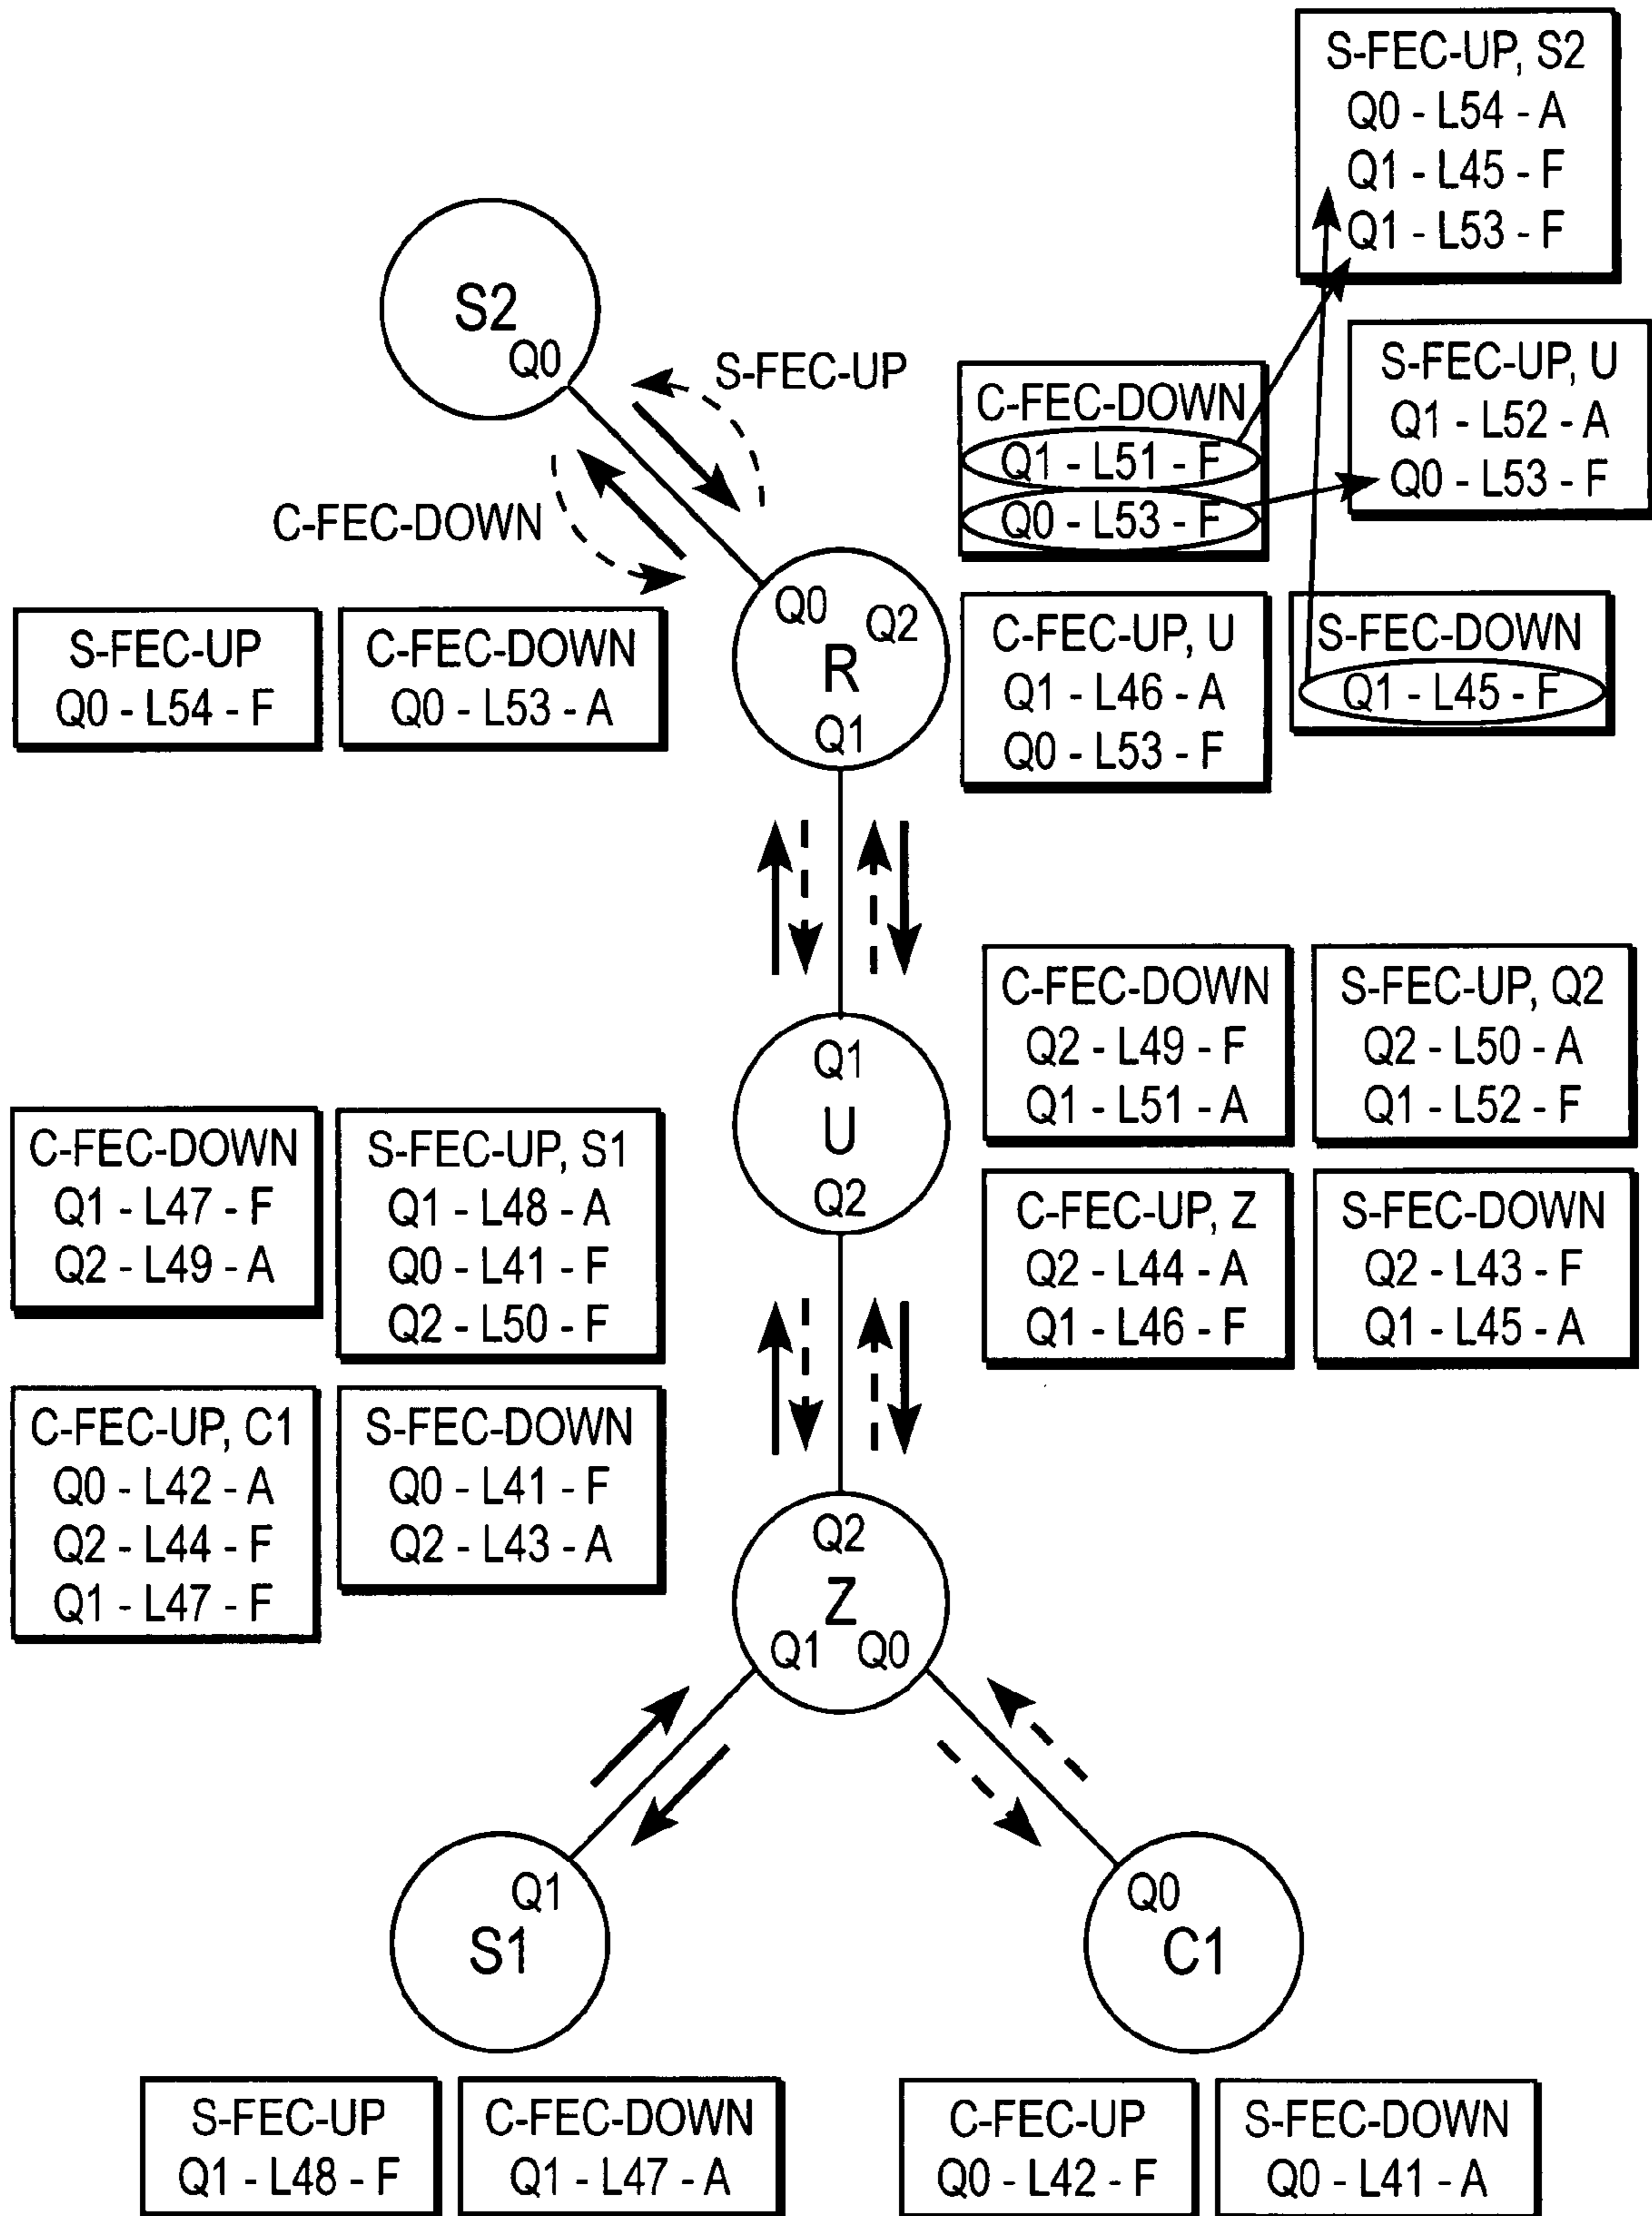 S-FEC-UP, S2
Q0 - L54 - A
Q1 - L45 - F
Q1 - L53 - F
S2
Q0
S-FEC-UP
C-FEC-DOWN
C-FEC-DOWN
Q1 - L51 - F
Q0 - L53 - F
S-FEC-UP, U
Q1 - L52 - A
Q0 - L53 - F
S-FEC-UP
Q0 - L54 - F
C-FEC-DOWN
Q0 - L53 - A
Q0
Q2
R
Q1
C-FEC-UP, U
Q1 - L46 - A
Q0 - L53 - F
S-FEC-DOWN
Q1 - L45 - F
C-FEC-DOWN
Q2 - L49 - F
Q1 - L51 - A
S-FEC-UP, Q2
Q2 - L50 - A
Q1 - L52 - F
Q1
U
Q2
C-FEC-DOWN
Q1 - L47 - F
Q2 - L49 - A
S-FEC-UP, S1
Q1 - L48 - A
Q0 - L41 - F
Q2 - L50 - F
C-FEC-UP, Z
Q2 - L44 - A
Q1 - L46 - F
S-FEC-DOWN
Q2 - L43 - F
Q1 - L45 - A
C-FEC-UP, C1
Q0 - L42 - A
Q2 - L44 - F
Q1 - L47 - F
S-FEC-DOWN
Q0 - L41 - F
Q2 - L43 - A
Q2
Z
Q1
Q0
Q1
S1
Q0
C1
S-FEC-UP
Q1 - L48 - F
C-FEC-DOWN
Q1 - L47 - A
C-FEC-UP
Q0 - L42 - F
S-FEC-DOWN
Q0 - L41 - A